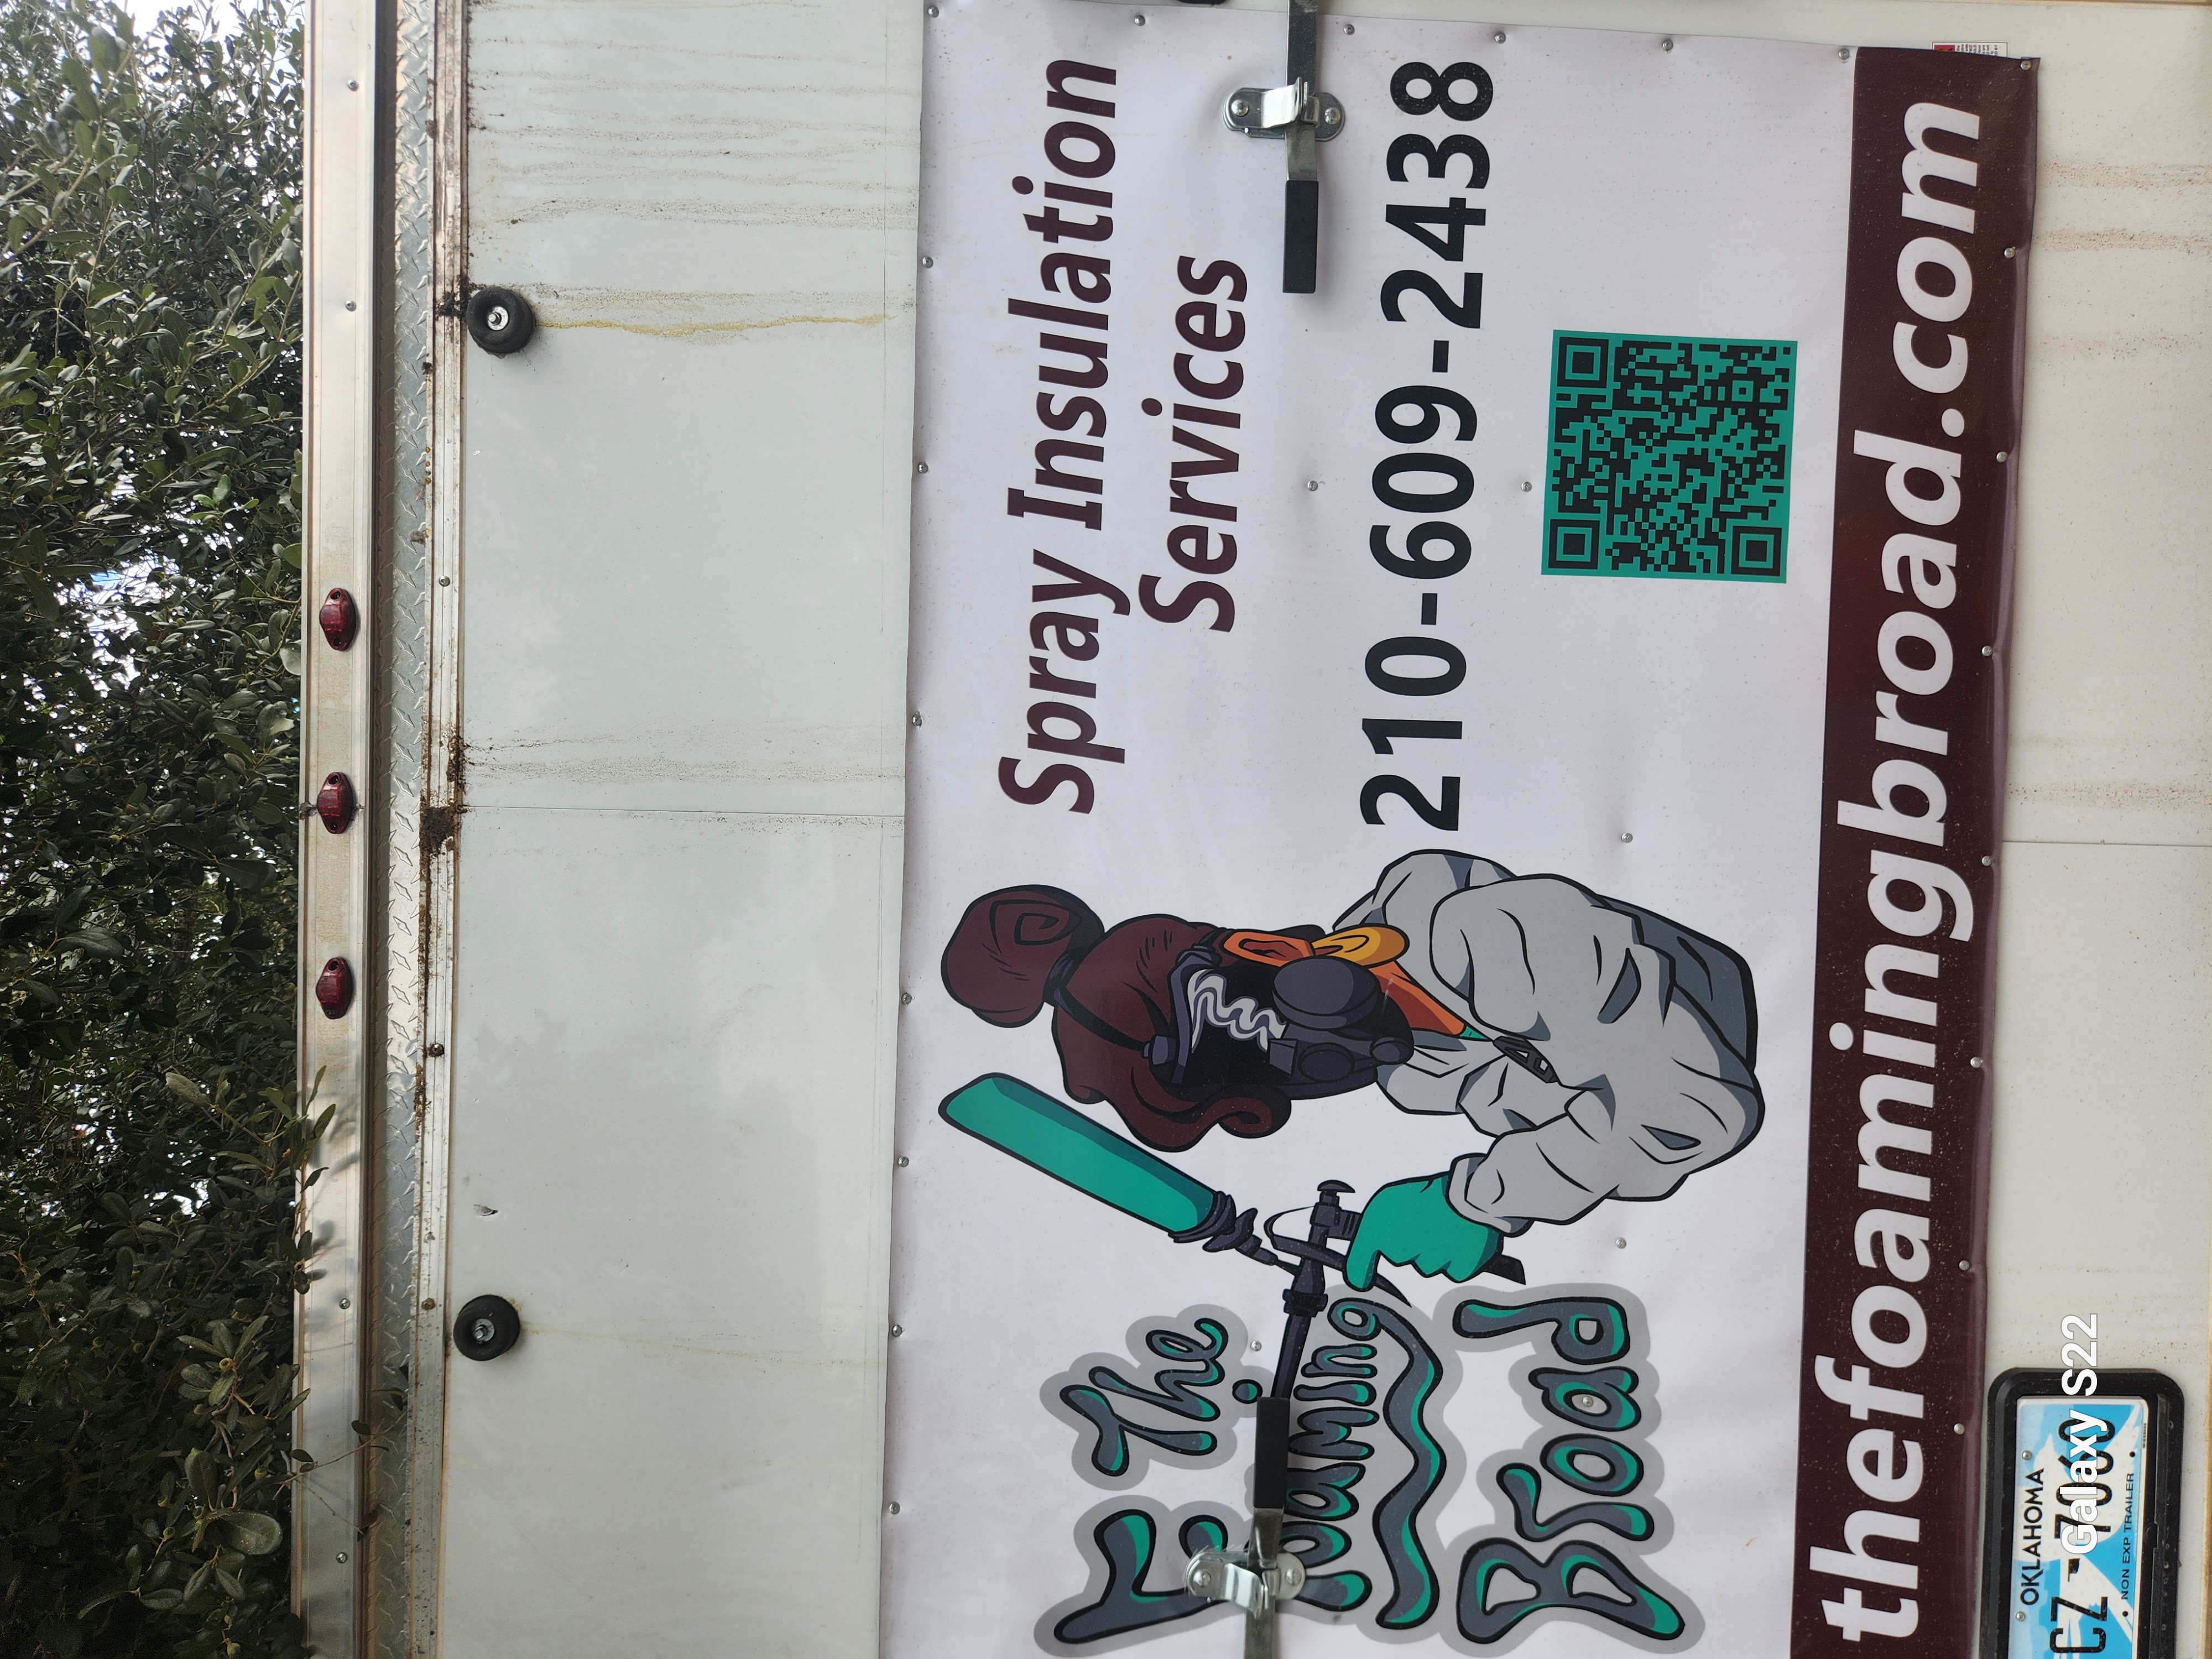 The
Foaming
Broad
Spray Insulation
Services
210-609-2438
thefoamingbroad.com
OKLAHOMA
NON EXP TRAILER
Galaxy S22